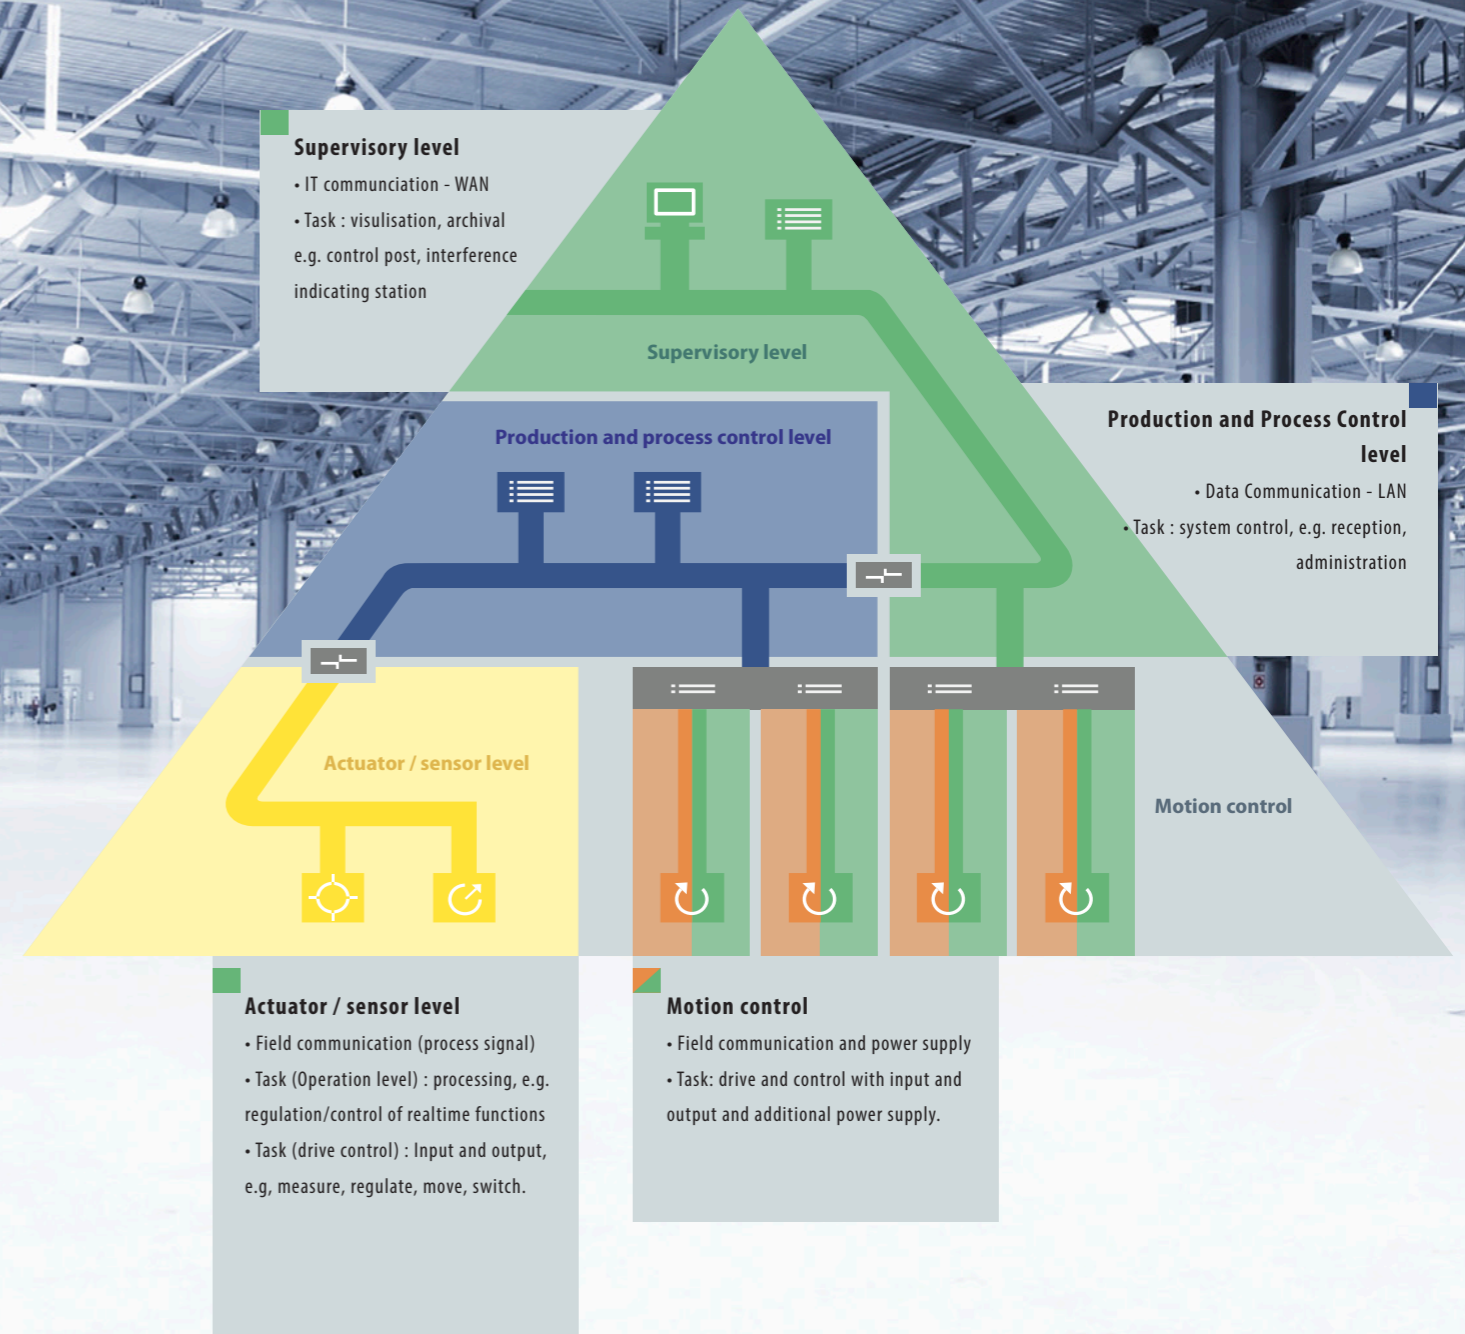 Supervisory level
• IT communciation - WAN
• Task : visulisation, archival
e.g. control post, interference
indicating station
Supervisory level
Production and process control level
Production and Process Control
level
• Data Communication - LAN
• Task : system control, e.g. reception,
administration
Actuator / sensor level
Motion control
Actuator / sensor level
• Field communication (process signal)
• Task (Operation level) : processing, e.g.
regulation/control of realtime functions
• Task (drive control) : Input and output,
e.g, measure, regulate, move, switch.
Motion control
• Field communication and power supply
• Task: drive and control with input and
output and additional power supply.